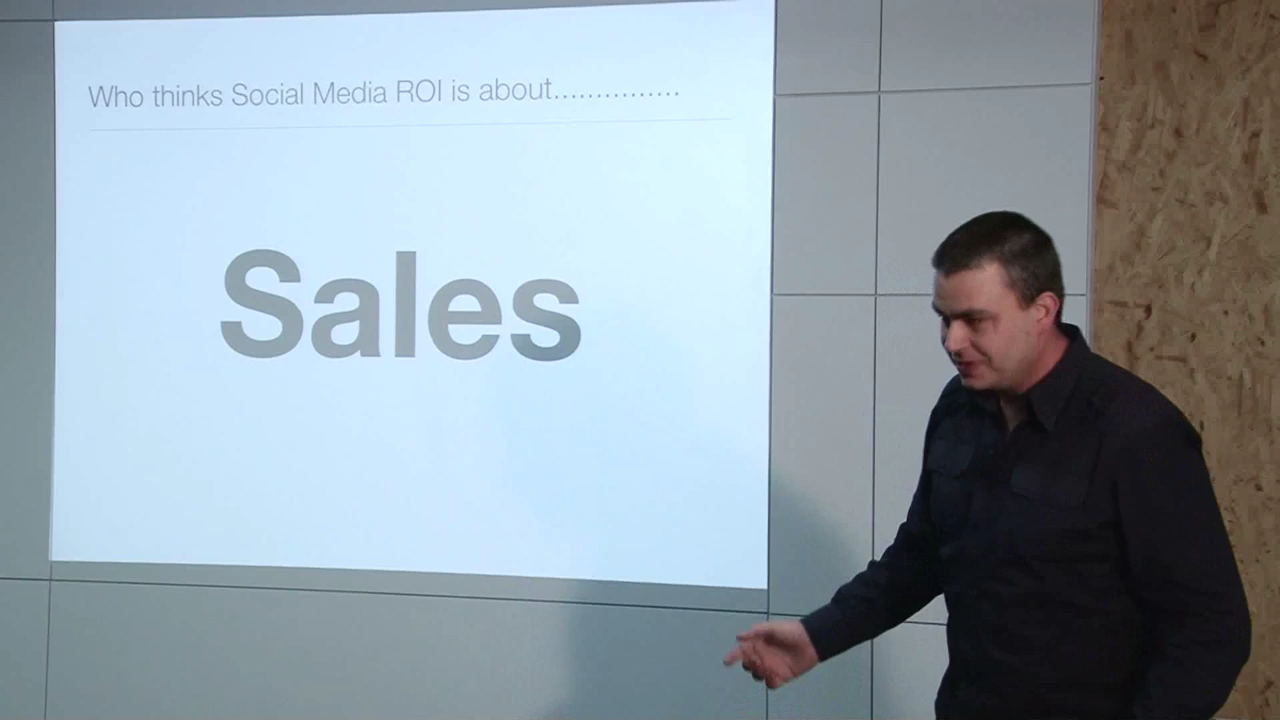 Who thinks Social Media ROI is about...............
Sales